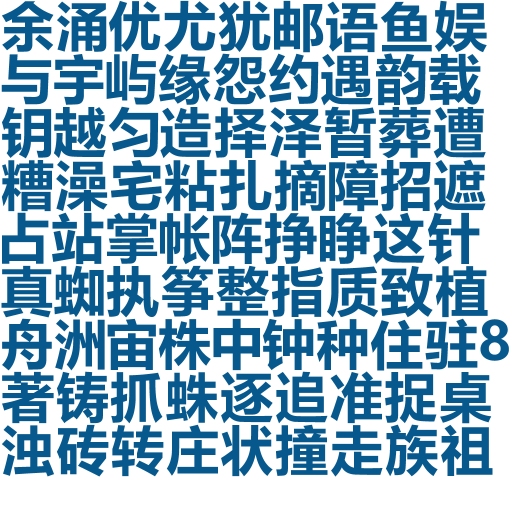 余涌优尤犹邮语鱼娱
与宇屿缘怨约遇韵载
钥越匀造择泽暂葬遭
糟澡宅粘扎摘障招遮
占站掌帐阵挣睁这针
真蜘执筝整指质致植
舟洲宙株中钟种住驻8
著铸抓蛛逐追准捉桌
浊砖转庄状撞走族祖